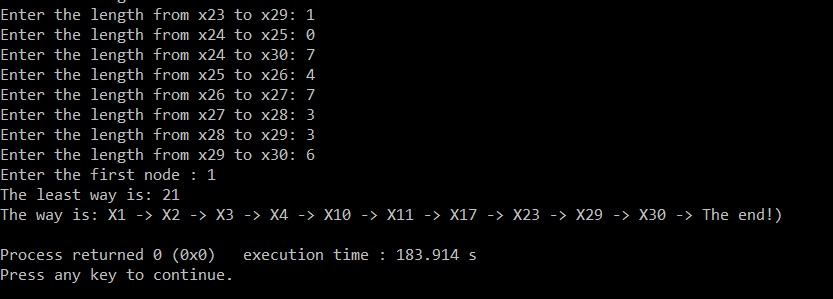 Enter the length from x23 to x29: 1
Enter the length from x24 to x25: 0
Enter the length from x24 to x30: 7
Enter the length from x25 to x26: 4
Enter the length from x26 to x27: 7
Enter the length from x27 to x28: 3
Enter the length from x28 to x29: 3
Enter the length from x29 to x30: 6
Enter the first node : 1
The least way is: 21
The way is: X1 -> X2 -> X3 -> X4 -> X10 -> X11 -> X17 -> X23 -> X29 -> X30 -> The end!)
Process returned 0 (0x0)   execution time : 183.914 s
Press any key to continue.